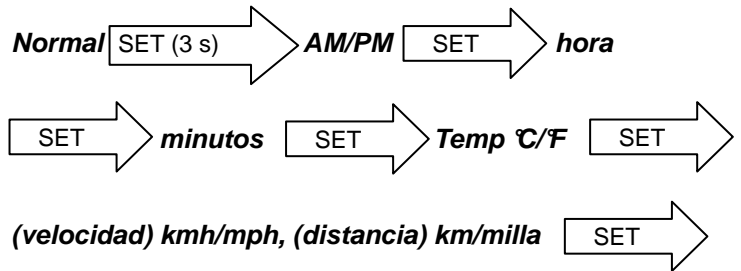 Normal SET (3 s) AM/PM SET hora
SET minutos SET Temp °C/°F SET
(velocidad) kmh/mph, (distancia) km/milla SET